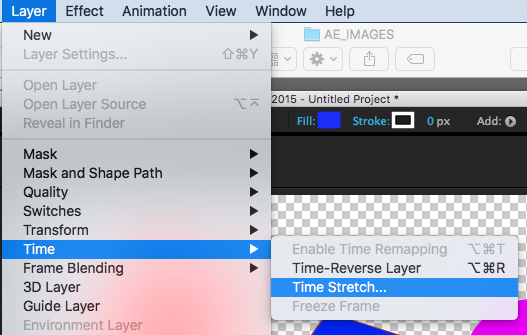 Layer Effect Animation View Window Help
New
Layer Settings... ⇧⌘Y
AE_IMAGES
Open Layer
Open Layer Source ⌥⌤
Reveal in Finder
2015 - Untitled Project *
Fill: Stroke: 0 px Add:
Mask
Mask and Shape Path
Quality
Switches
Transform
Time
Frame Blending
3D Layer
Guide Layer
Environment Layer
Enable Time Remapping ⌥⌘T
Time-Reverse Layer ⌥⌘R
Time Stretch...
Freeze Frame